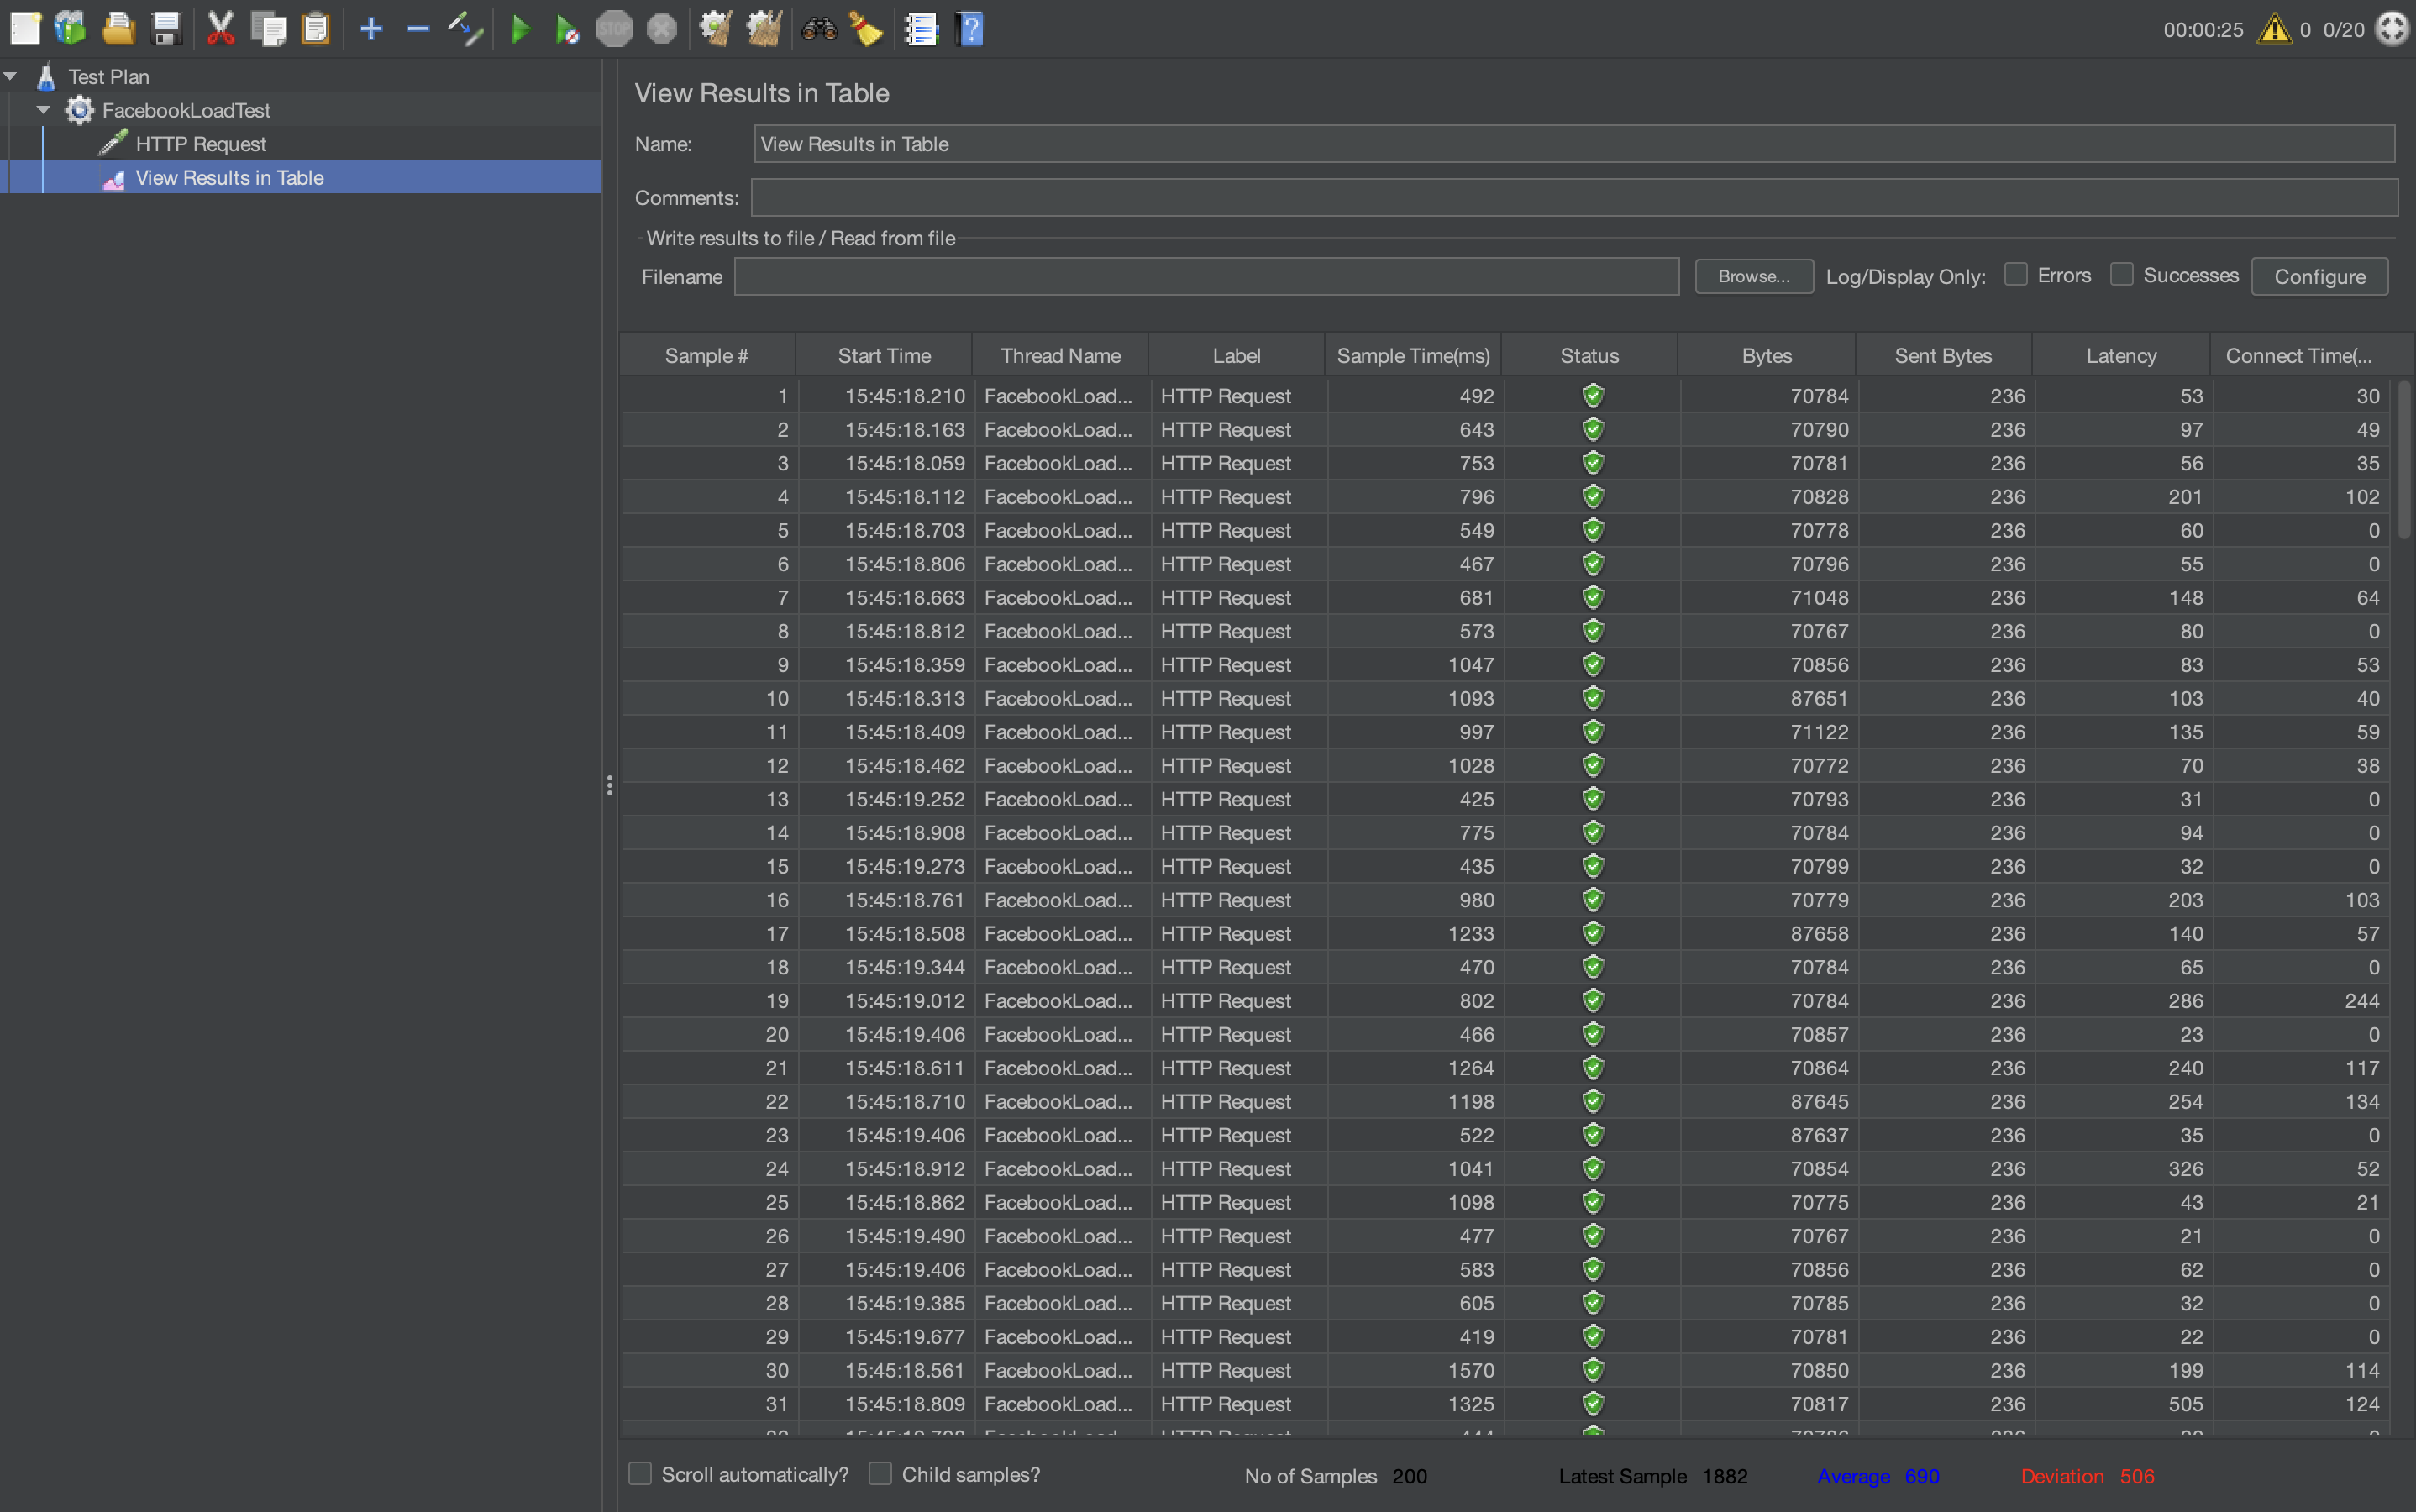 00:00:25 0 0/20
Test Plan
FacebookLoadTest
HTTP Request
View Results in Table
View Results in Table
Name: View Results in Table
Comments:
Write results to file / Read from file
Filename Browse... Log/Display Only: Errors Successes Configure
Sample # Start Time Thread Name Label Sample Time(ms) Status Bytes Sent Bytes Latency Connect Time(...
1 15:45:18.210 FacebookLoad... HTTP Request 492 70784 236 53 30
2 15:45:18.163 FacebookLoad... HTTP Request 643 70790 236 97 49
3 15:45:18.059 FacebookLoad... HTTP Request 753 70781 236 56 35
4 15:45:18.112 FacebookLoad... HTTP Request 796 70828 236 201 102
5 15:45:18.703 FacebookLoad... HTTP Request 549 70778 236 60 0
6 15:45:18.806 FacebookLoad... HTTP Request 467 70796 236 55 0
7 15:45:18.663 FacebookLoad... HTTP Request 681 71048 236 148 64
8 15:45:18.812 FacebookLoad... HTTP Request 573 70767 236 80 0
9 15:45:18.359 FacebookLoad... HTTP Request 1047 70856 236 83 53
10 15:45:18.313 FacebookLoad... HTTP Request 1093 87651 236 103 40
11 15:45:18.409 FacebookLoad... HTTP Request 997 71122 236 135 59
12 15:45:18.462 FacebookLoad... HTTP Request 1028 70772 236 70 38
13 15:45:19.252 FacebookLoad... HTTP Request 425 70793 236 31 0
14 15:45:18.908 FacebookLoad... HTTP Request 775 70784 236 94 0
15 15:45:19.273 FacebookLoad... HTTP Request 435 70799 236 32 0
16 15:45:18.761 FacebookLoad... HTTP Request 980 70779 236 203 103
17 15:45:18.508 FacebookLoad... HTTP Request 1233 87658 236 140 57
18 15:45:19.344 FacebookLoad... HTTP Request 470 70784 236 65 0
19 15:45:19.012 FacebookLoad... HTTP Request 802 70784 236 286 244
20 15:45:19.406 FacebookLoad... HTTP Request 466 70857 236 23 0
21 15:45:18.611 FacebookLoad... HTTP Request 1264 70864 236 240 117
22 15:45:18.710 FacebookLoad... HTTP Request 1198 87645 236 254 134
23 15:45:19.406 FacebookLoad... HTTP Request 522 87637 236 35 0
24 15:45:18.912 FacebookLoad... HTTP Request 1041 70854 236 326 52
25 15:45:18.862 FacebookLoad... HTTP Request 1098 70775 236 43 21
26 15:45:19.490 FacebookLoad... HTTP Request 477 70767 236 21 0
27 15:45:19.406 FacebookLoad... HTTP Request 583 70856 236 62 0
28 15:45:19.385 FacebookLoad... HTTP Request 605 70785 236 32 0
29 15:45:19.677 FacebookLoad... HTTP Request 419 70781 236 22 0
30 15:45:18.561 FacebookLoad... HTTP Request 1570 70850 236 199 114
31 15:45:18.809 FacebookLoad... HTTP Request 1325 70817 236 505 124
Scroll automatically? Child samples? No of Samples 200 Latest Sample 1882 Average 690 Deviation 506